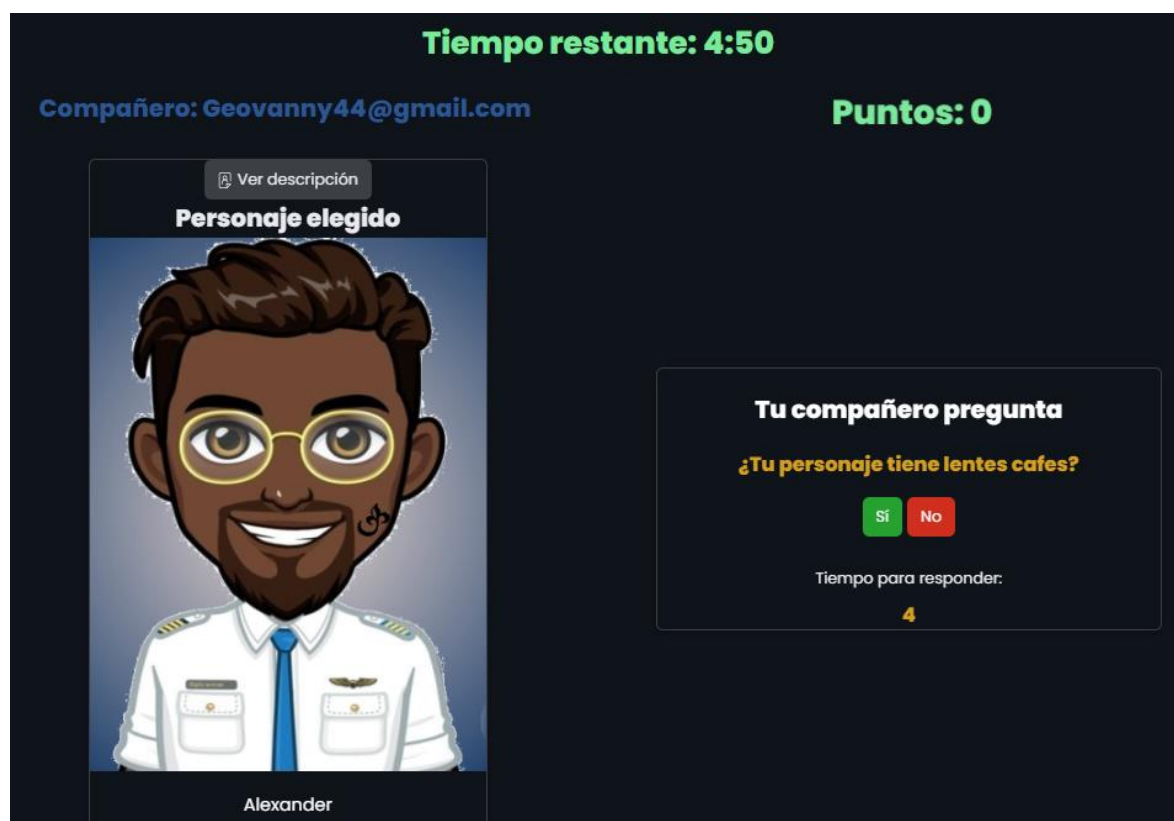 Tiempo restante: 4:50
Compañero: Geovanny44@gmail.com
Puntos: 0
Ver descripción
Personaje elegido
Tu compañero pregunta
¿Tu personaje tiene lentes cafes?
Sí No
Tiempo para responder:
4
Alexander